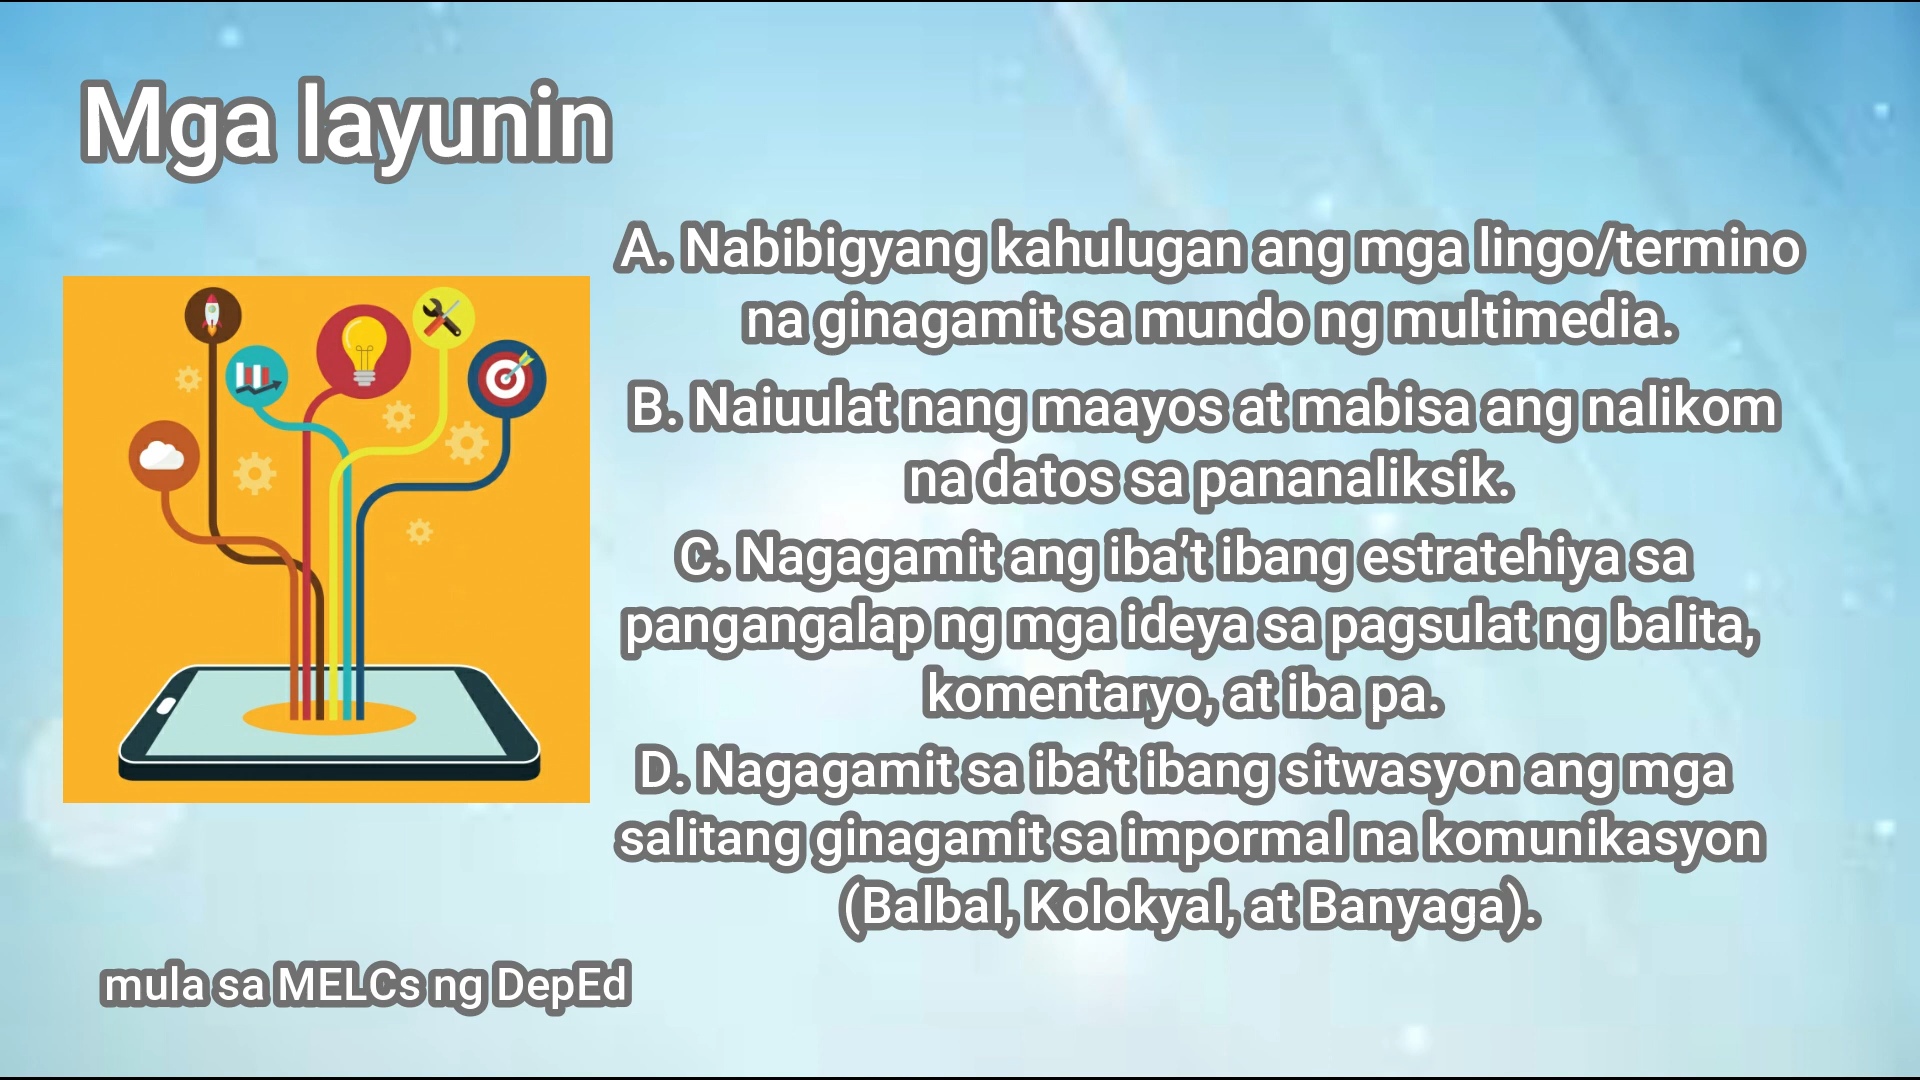 Mga layunin
A. Nabibigyang kahulugan ang mga lingo/termino
na ginagamit sa mundo ng multimedia.
B. Naiuulat nang maayos at mabisa ang nalikom
na datos sa pananaliksik.
C. Nagagamit ang iba’t ibang estratehiya sa
pangangalap ng mga ideya sa pagsulat ng balita,
komentaryo, at iba pa.
D. Nagagamit sa iba’t ibang sitwasyon ang mga
salitang ginagamit sa impormal na komunikasyon
(Balbal, Kolokyal, at Banyaga).
mula sa MELCs ng DepEd